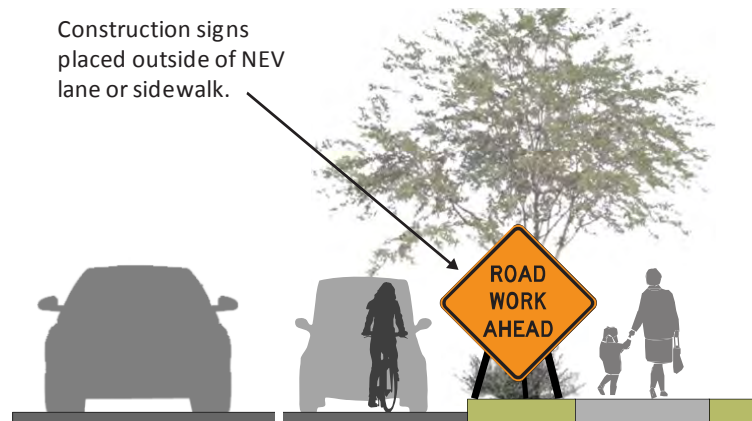 Construction signs
placed outside of NEV
lane or sidewalk.
ROAD
WORK
AHEAD